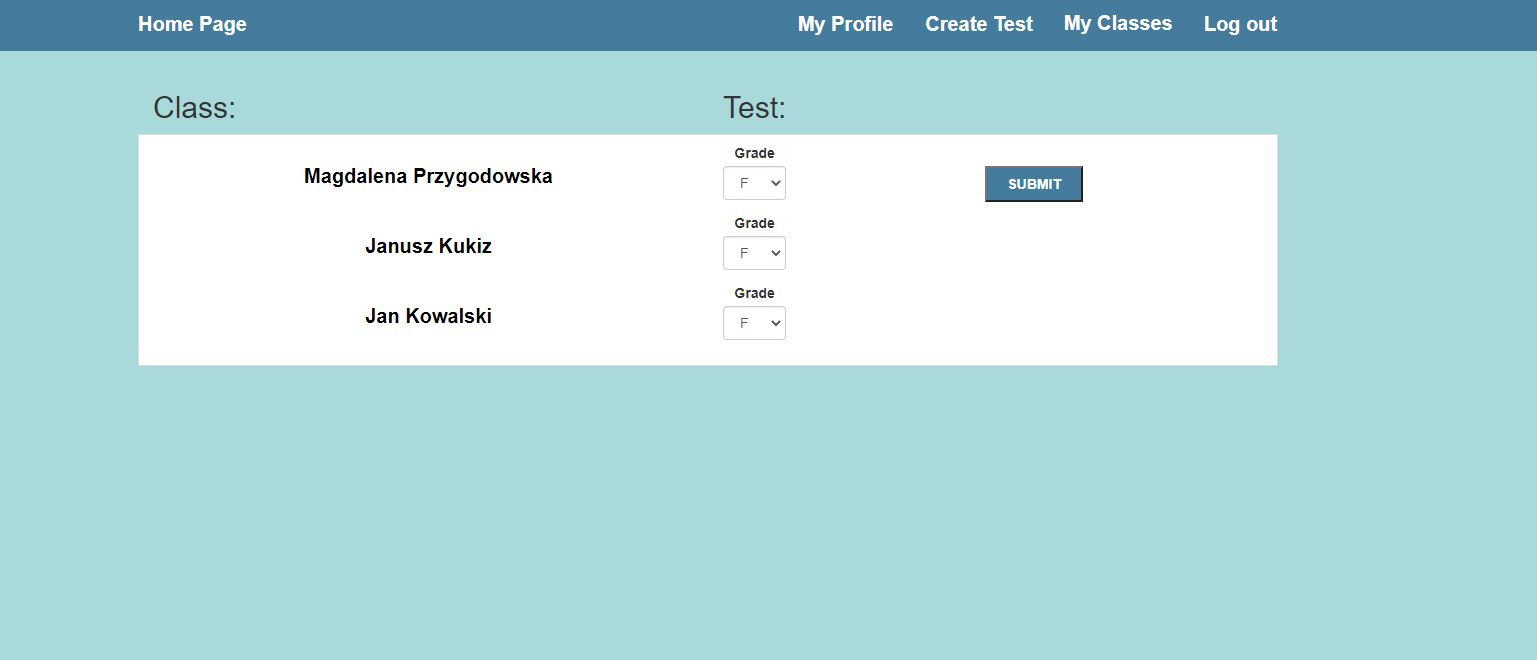 Home Page My Profile Create Test My Classes Log out
Class: Test:
Grade
Magdalena Przygodowska F SUBMIT
Grade
Janusz Kukiz F
Grade
Jan Kowalski F